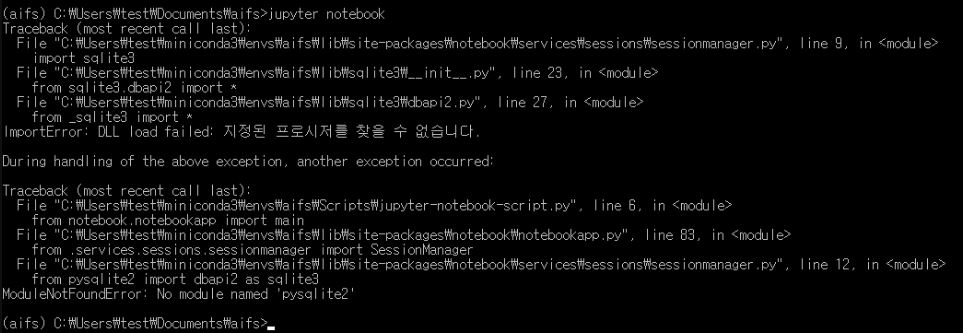 (aifs) C:₩Users₩test₩Documents₩aifs>jupyter notebook
Traceback (most recent call last):
  File "C:₩Users₩test₩miniconda3₩envs₩aifs₩lib₩site-packages₩notebook₩services₩sessions₩sessionmanager.py", line 9, in <module>
    import sqlite3
  File "C:₩Users₩test₩miniconda3₩envs₩aifs₩lib₩sqlite3₩__init__.py", line 23, in <module>
    from sqlite3.dbapi2 import *
  File "C:₩Users₩test₩miniconda3₩envs₩aifs₩lib₩sqlite3₩dbapi2.py", line 27, in <module>
    from _sqlite3 import *
ImportError: DLL load failed: 지정된 프로시저를 찾을 수 없습니다.
During handling of the above exception, another exception occurred:
Traceback (most recent call last):
  File "C:₩Users₩test₩miniconda3₩envs₩aifs₩Scripts₩jupyter-notebook-script.py", line 6, in <module>
    from notebook.notebookapp import main
  File "C:₩Users₩test₩miniconda3₩envs₩aifs₩lib₩site-packages₩notebook₩notebookapp.py", line 83, in <module>
    from .services.sessions.sessionmanager import SessionManager
  File "C:₩Users₩test₩miniconda3₩envs₩aifs₩lib₩site-packages₩notebook₩services₩sessions₩sessionmanager.py", line 12, in <module>
    from pysqlite2 import dbapi2 as sqlite3
ModuleNotFoundError: No module named 'pysqlite2'
(aifs) C:₩Users₩test₩Documents₩aifs>